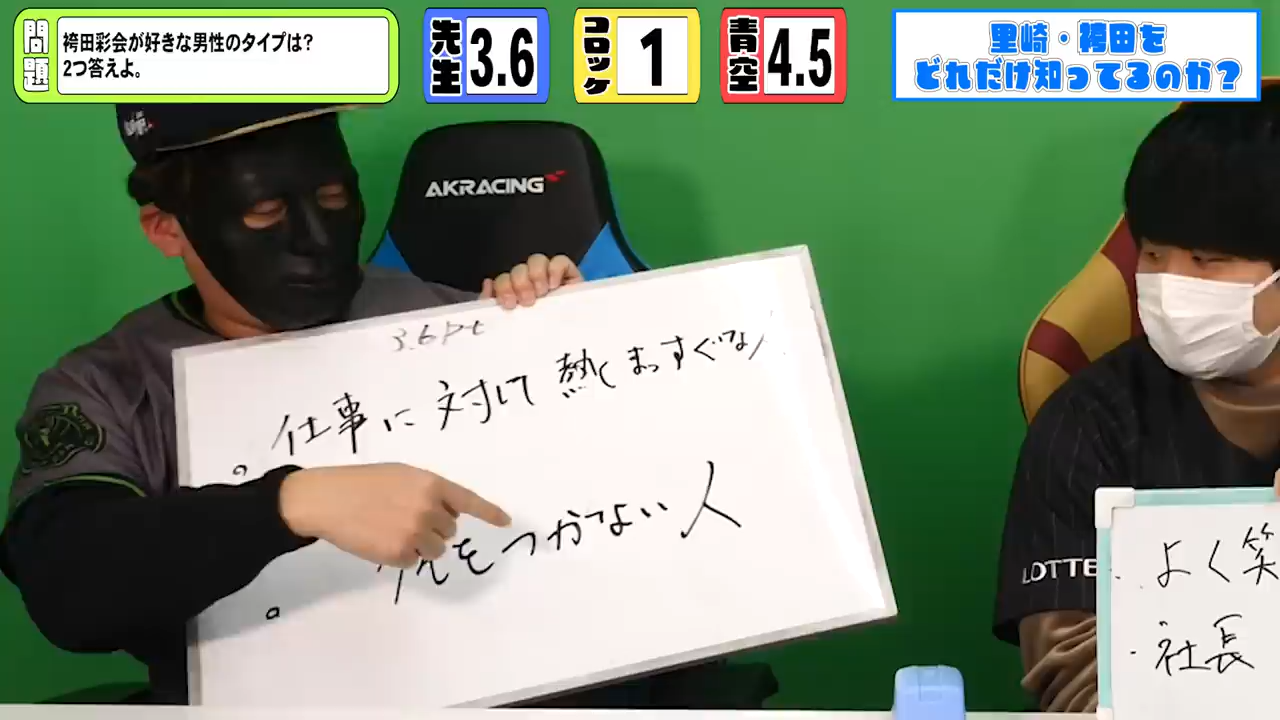 問題
袴田彩会が好きな男性のタイプは?
2つ答えよ。
先生 3.6
コロッケ 1
青空 4.5
里崎・袴田を
どれだけ知ってるのか?
AKRACING
3.6Pt
仕事に対して熱くまっすぐな人
をつかない人
LOTTE
・よく笑
・社長